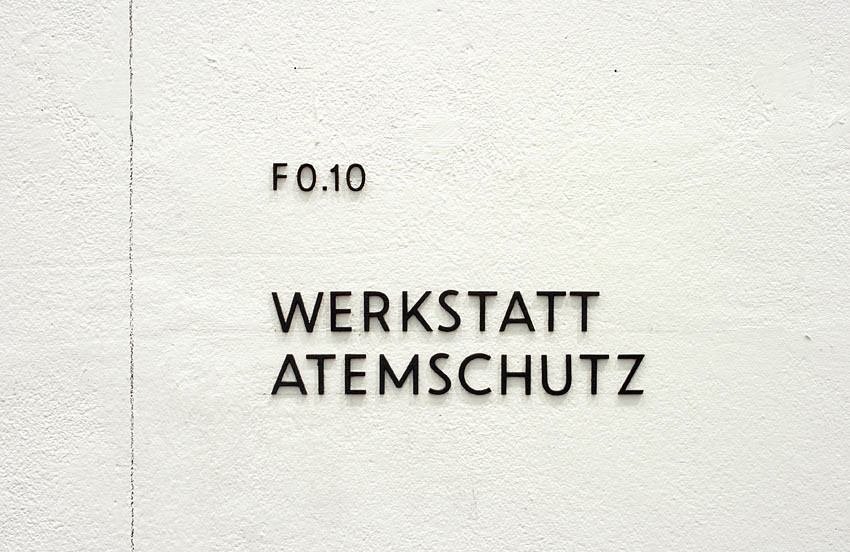 F 0.10
WERKSTATT
ATEMSCHUTZ